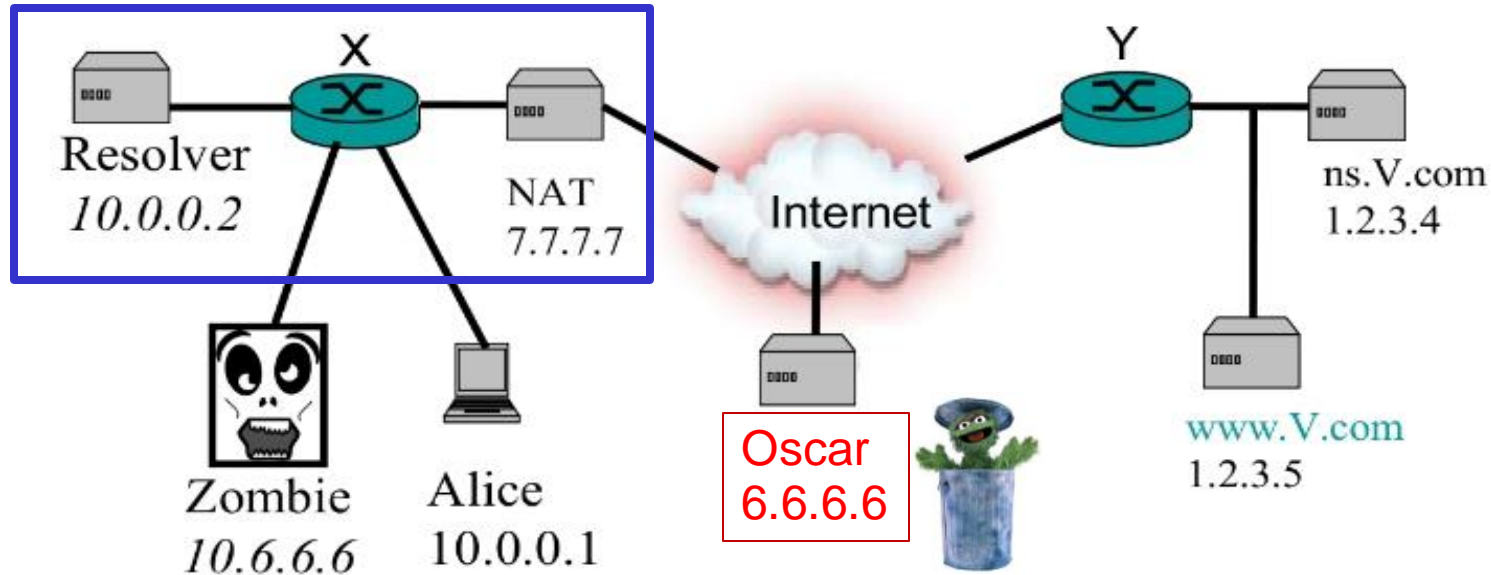 X
Y
Resolver
10.0.0.2
NAT
7.7.7.7
Internet
ns.V.com
1.2.3.4
Zombie
10.6.6.6
Alice
10.0.0.1
Oscar
6.6.6.6
www.V.com
1.2.3.5